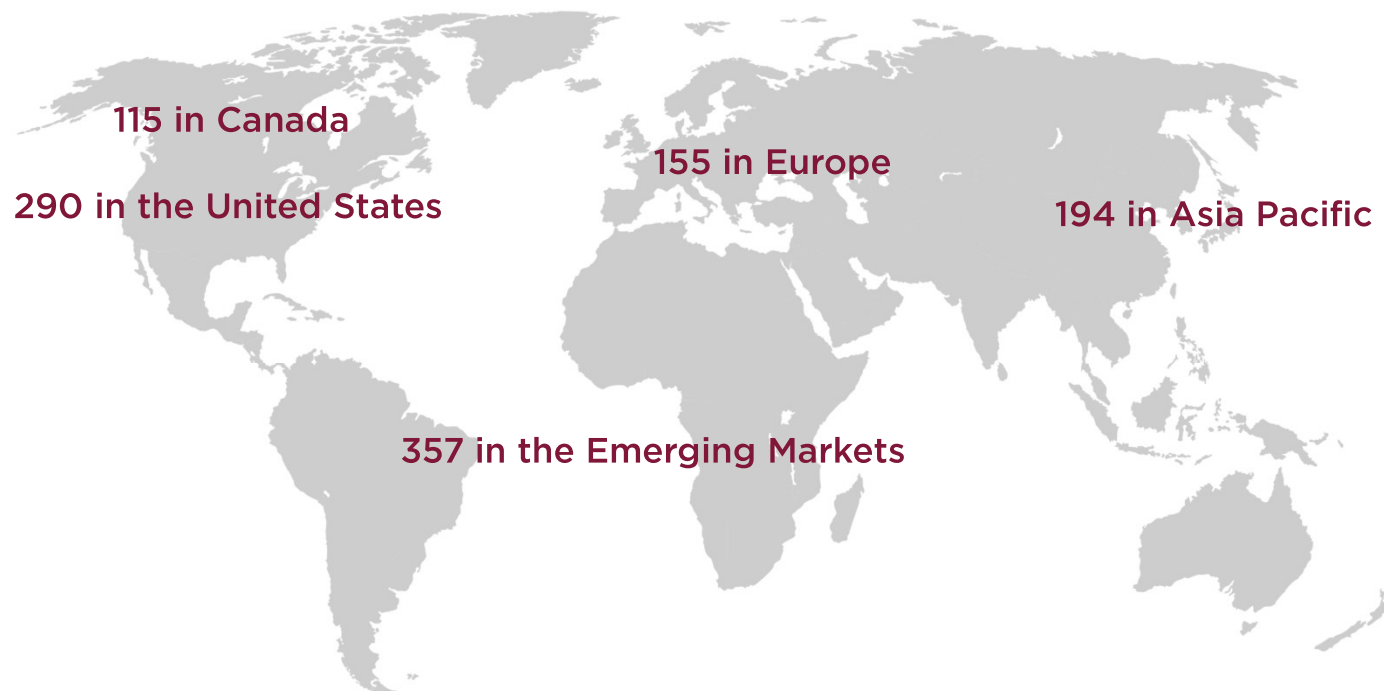 115 in Canada
155 in Europe
290 in the United States
194 in Asia Pacific
357 in the Emerging Markets